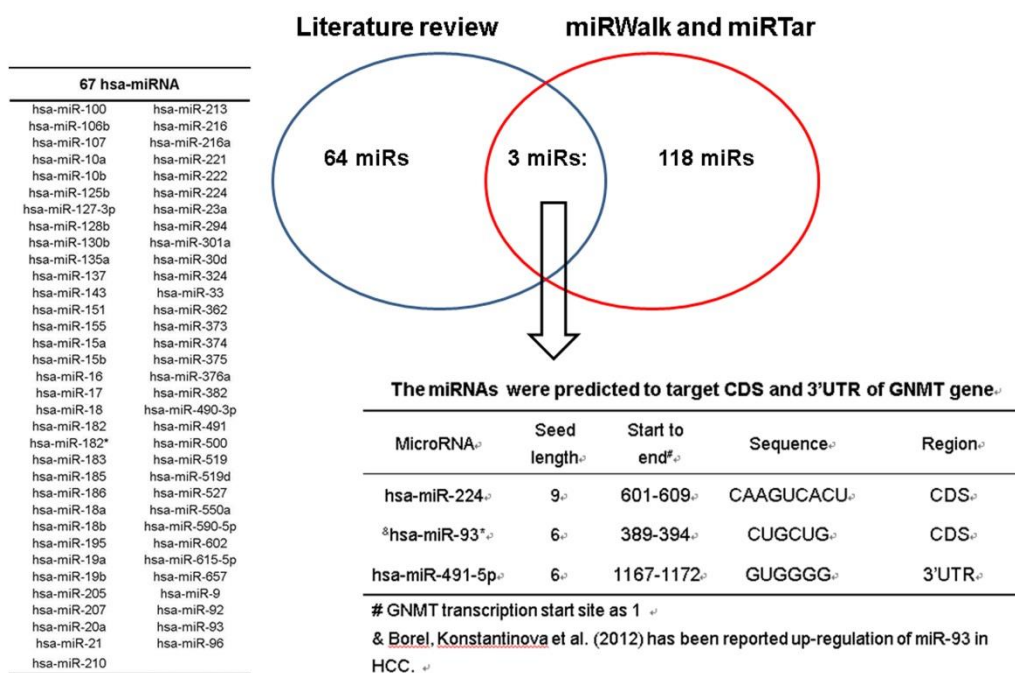 Literature review
miRWalk and miRTar
67 hsa-miRNA
hsa-miR-100 hsa-miR-213
hsa-miR-106b hsa-miR-216
hsa-miR-107 hsa-miR-216a
hsa-miR-10a hsa-miR-221
hsa-miR-10b hsa-miR-222
hsa-miR-125b hsa-miR-224
hsa-miR-127-3p hsa-miR-23a
hsa-miR-128b hsa-miR-294
hsa-miR-130b hsa-miR-301a
hsa-miR-135a hsa-miR-30d
hsa-miR-137 hsa-miR-324
hsa-miR-143 hsa-miR-33
hsa-miR-151 hsa-miR-362
hsa-miR-155 hsa-miR-373
hsa-miR-15a hsa-miR-374
hsa-miR-15b hsa-miR-375
hsa-miR-16 hsa-miR-376a
hsa-miR-17 hsa-miR-382
hsa-miR-18 hsa-miR-490-3p
hsa-miR-182 hsa-miR-491
hsa-miR-182* hsa-miR-500
hsa-miR-183 hsa-miR-519
hsa-miR-185 hsa-miR-519d
hsa-miR-186 hsa-miR-527
hsa-miR-18a hsa-miR-550a
hsa-miR-18b hsa-miR-590-5p
hsa-miR-195 hsa-miR-602
hsa-miR-19a hsa-miR-615-5p
hsa-miR-19b hsa-miR-657
hsa-miR-205 hsa-miR-9
hsa-miR-207 hsa-miR-92
hsa-miR-20a hsa-miR-93
hsa-miR-21 hsa-miR-96
hsa-miR-210
64 miRs
3 miRs:
118 miRs
The miRNAs were predicted to target CDS and 3'UTR of GNMT gene
MicroRNA Seed length Start to end# Sequence Region
hsa-miR-224 9 601-609 CAAGUCACU CDS
&hsa-miR-93* 6 389-394 CUGCUG CDS
hsa-miR-491-5p 6 1167-1172 GUGGGG 3'UTR
# GNMT transcription start site as 1
& Borel, Konstantinova et al. (2012) has been reported up-regulation of miR-93 in
HCC.